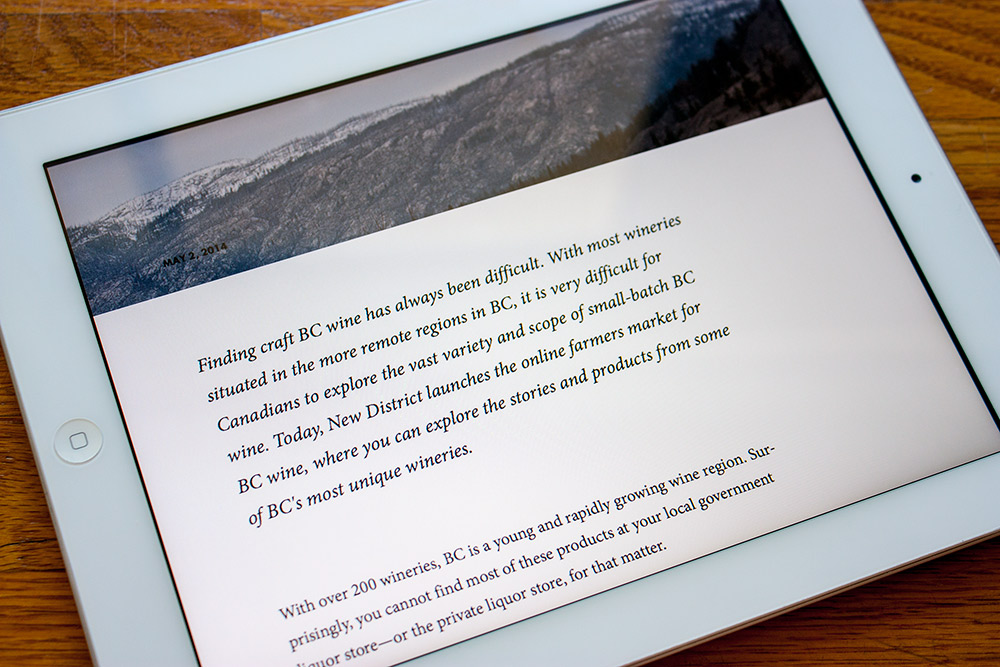 MAY 2, 2014
Finding craft BC wine has always been difficult. With most wineries
situated in the more remote regions in BC, it is very difficult for
Canadians to explore the vast variety and scope of small-batch BC
wine. Today, New District launches the online farmers market for
BC wine, where you can explore the stories and products from some
of BC's most unique wineries.
With over 200 wineries, BC is a young and rapidly growing wine region. Sur-
prisingly, you cannot find most of these products at your local government
liquor store—or the private liquor store, for that matter.